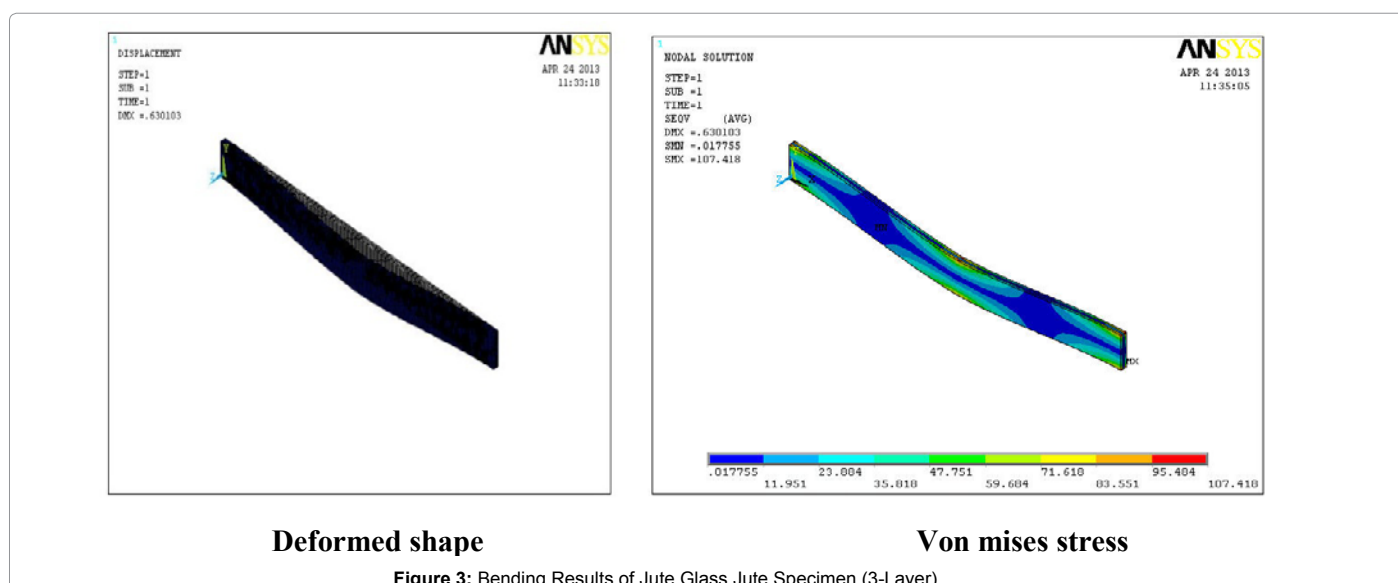 1
DISPLACEMENT
STEP=1
SUB =1
TIME=1
DMX =.630103
ANSYS
APR 24 2013
11:33:18
Y
Z
1
NODAL SOLUTION
STEP=1
SUB =1
TIME=1
SEQV (AVG)
DMX =.630103
SMN =.017755
SMX =107.418
ANSYS
APR 24 2013
11:35:05
Z
MN
MX
.017755 23.884 47.751 71.618 95.484
11.951 35.818 59.684 83.551 107.418
Deformed shape Von mises stress
Figure 3: Bending Results of Jute Glass Jute Specimen (3-Layer)